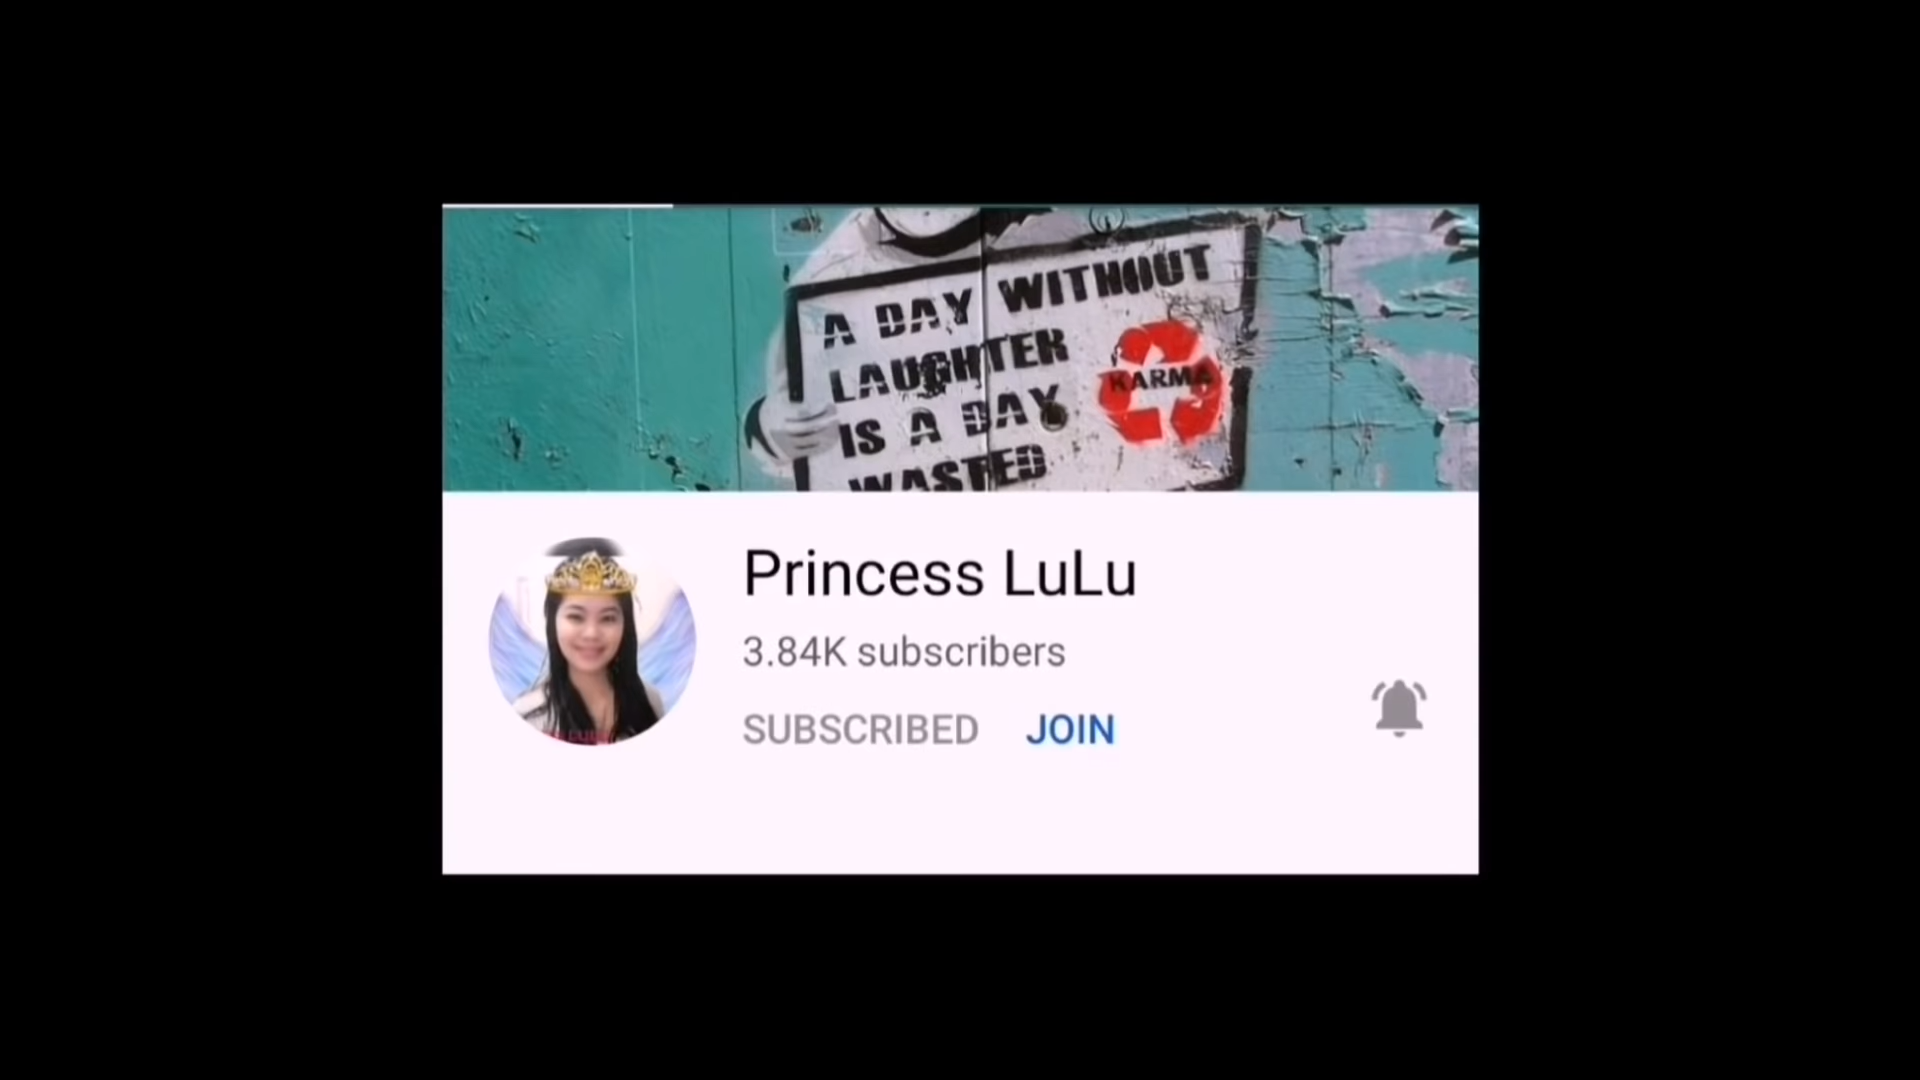 A DAY WITHOUT
LAUGHTER
IS A DAY
WASTED
KARMA
Princess LuLu
3.84K subscribers
SUBSCRIBED JOIN